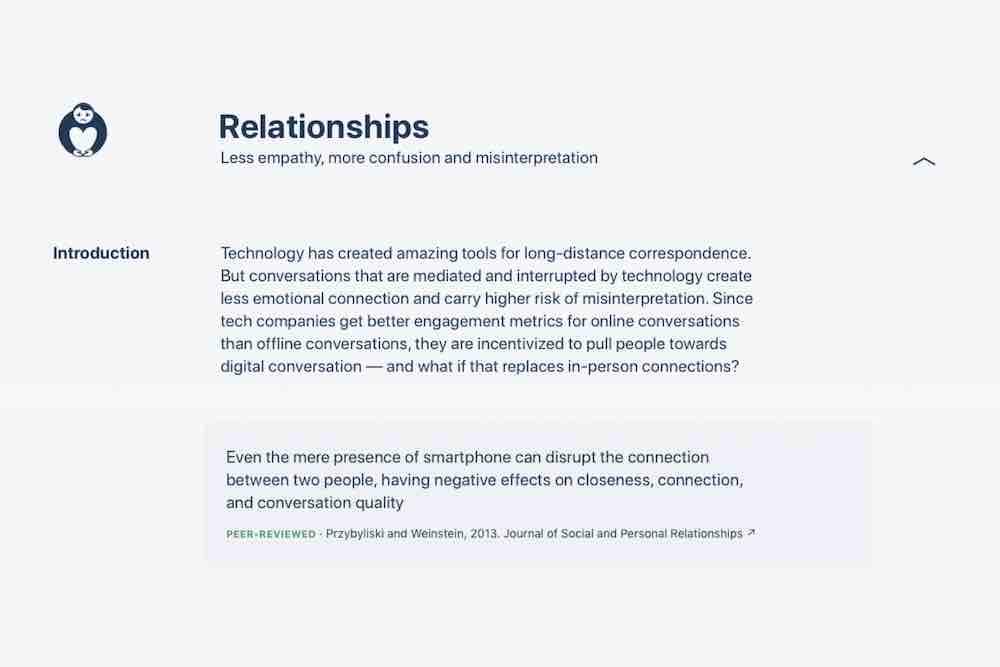 Relationships
Less empathy, more confusion and misinterpretation
Introduction
Technology has created amazing tools for long-distance correspondence.
But conversations that are mediated and interrupted by technology create
less emotional connection and carry higher risk of misinterpretation. Since
tech companies get better engagement metrics for online conversations
than offline conversations, they are incentivized to pull people towards
digital conversation — and what if that replaces in-person connections?
Even the mere presence of smartphone can disrupt the connection
between two people, having negative effects on closeness, connection,
and conversation quality
PEER-REVIEWED · Przybyliski and Weinstein, 2013. Journal of Social and Personal Relationships ↗